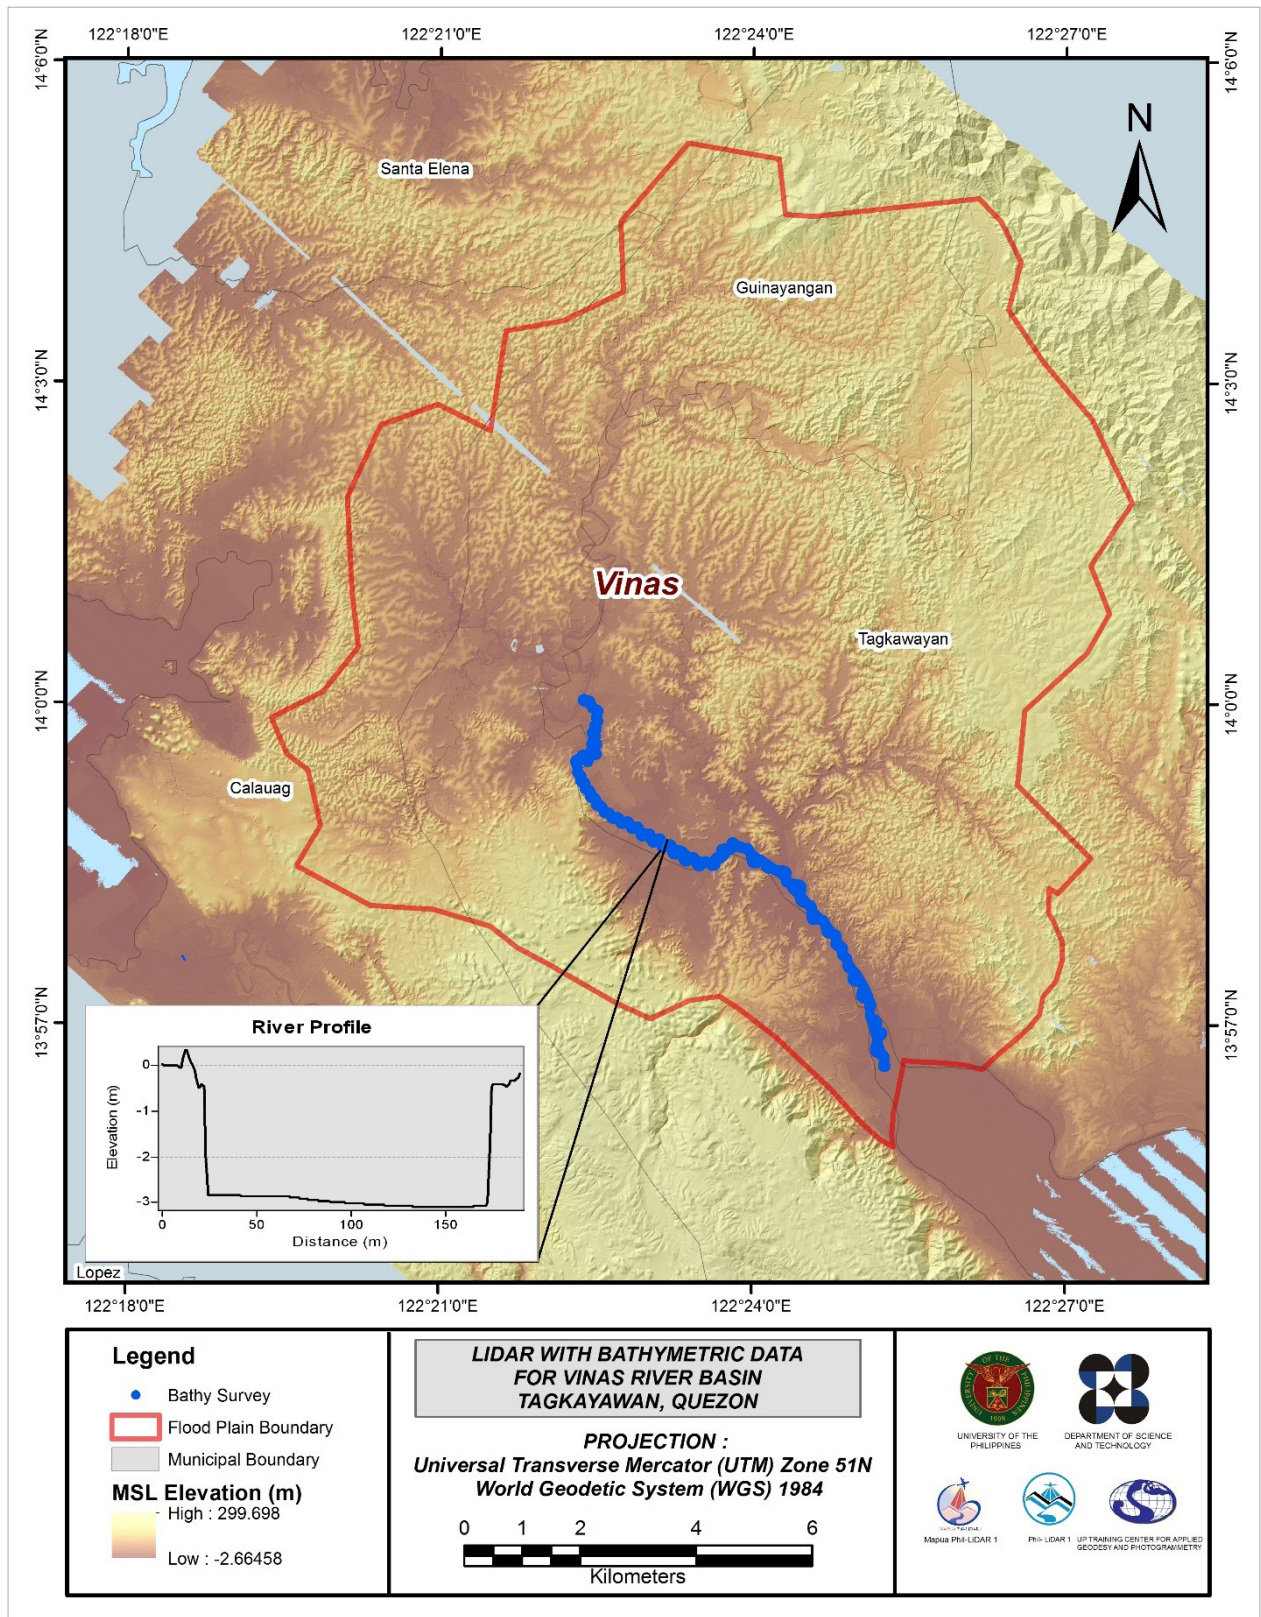 122°18'0"E 122°21'0"E 122°24'0"E 122°27'0"E
14°6'0"N
14°6'0"N
N
Santa Elena
Guinayangan
14°3'0"N
14°3'0"N
Vinas
Tagkawayan
14°0'0"N
14°0'0"N
Calauag
13°57'0"N
13°57'0"N
River Profile
Elevation (m)
0
-1
-2
-3
0 50 100 150
Distance (m)
Lopez
122°18'0"E 122°21'0"E 122°24'0"E 122°27'0"E
Legend
Bathy Survey
Flood Plain Boundary
Municipal Boundary
MSL Elevation (m)
High : 299.698
Low : -2.66458
LIDAR WITH BATHYMETRIC DATA
FOR VINAS RIVER BASIN
TAGKAYAWAN, QUEZON
PROJECTION :
Universal Transverse Mercator (UTM) Zone 51N
World Geodetic System (WGS) 1984
0 1 2 4 6
Kilometers
UNIVERSITY OF THE PHILIPPINES
1908
UNIVERSITY OF THE
PHILIPPINES
DEPARTMENT OF SCIENCE
AND TECHNOLOGY
Mapua Phil-LiDAR 1
Phil- LiDAR 1
UP TRAINING CENTER FOR APPLIED
GEODESY AND PHOTOGRAMMETRY